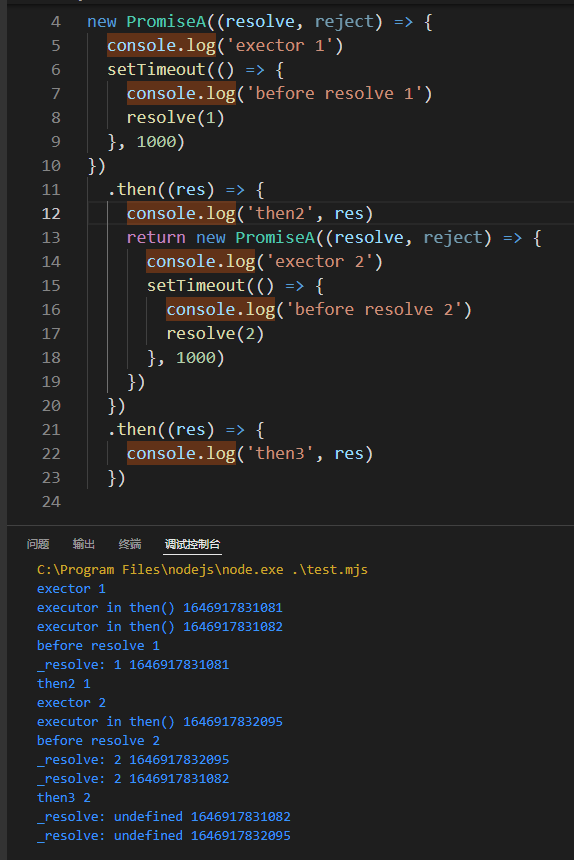 4 new PromiseA((resolve, reject) => {
5 console.log('exector 1')
6 setTimeout(() => {
7 console.log('before resolve 1')
8 resolve(1)
9 }, 1000)
10 })
11 .then((res) => {
12 console.log('then2', res)
13 return new PromiseA((resolve, reject) => {
14 console.log('exector 2')
15 setTimeout(() => {
16 console.log('before resolve 2')
17 resolve(2)
18 }, 1000)
19 })
20 })
21 .then((res) => {
22 console.log('then3', res)
23 })
24
问题 输出 终端 调试控制台
C:\Program Files\nodejs\node.exe .\test.mjs
exector 1
executor in then() 1646917831081
executor in then() 1646917831082
before resolve 1
_resolve: 1 1646917831081
then2 1
exector 2
executor in then() 1646917832095
before resolve 2
_resolve: 2 1646917832095
_resolve: 2 1646917831082
then3 2
_resolve: undefined 1646917831082
_resolve: undefined 1646917832095